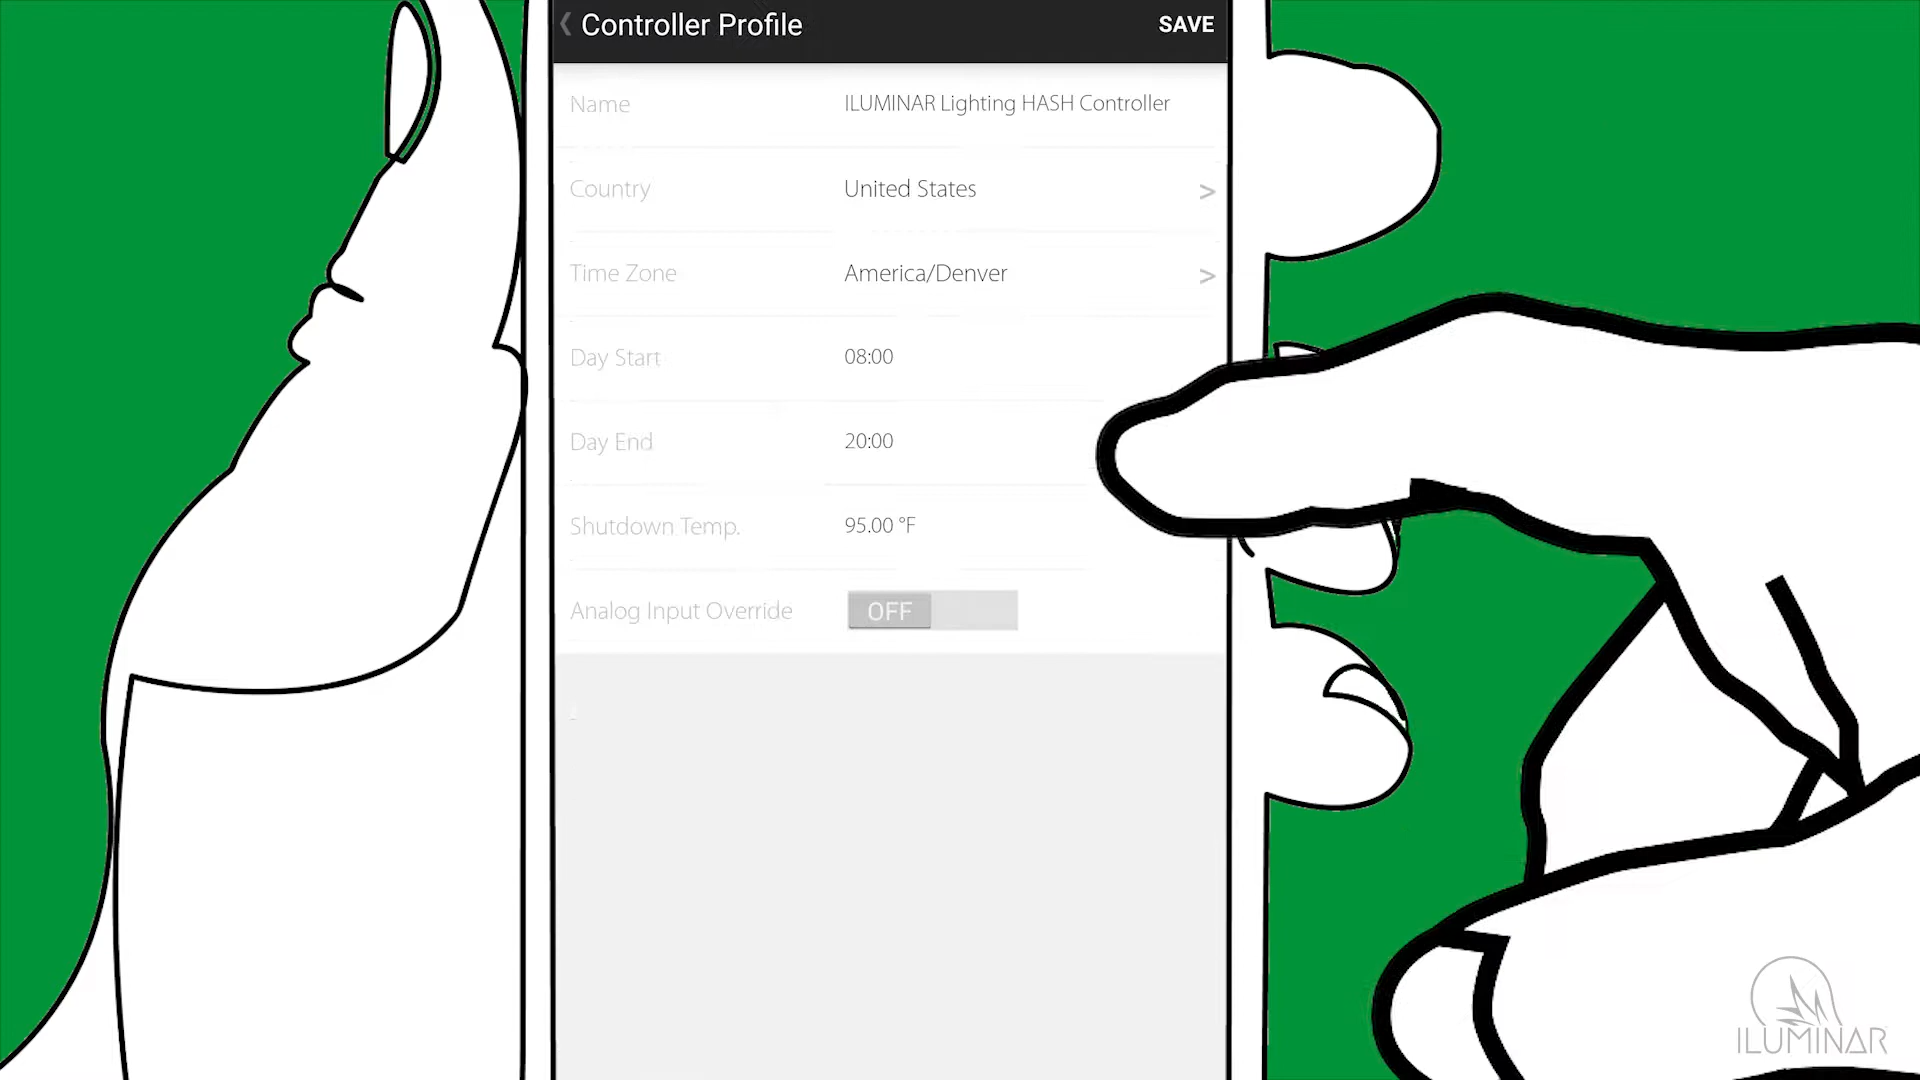 Controller Profile SAVE
Name ILUMINAR Lighting HASH Controller
Country United States >
Time Zone America/Denver >
Day Start 08:00
Day End 20:00
Shutdown Temp. 95.00 °F
Analog Input Override OFF
ILUMINAR